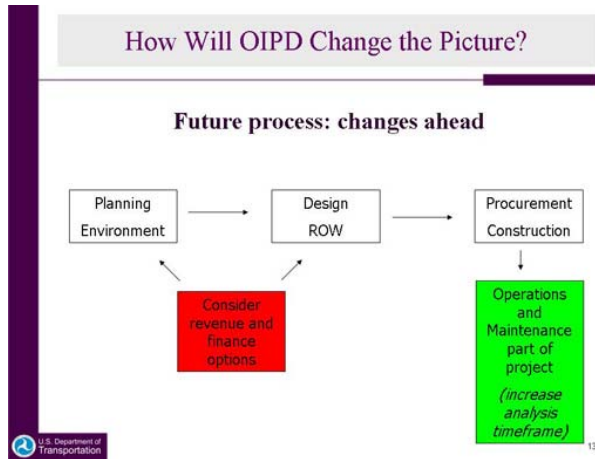 How Will OIPD Change the Picture?
Future process: changes ahead
Planning
Environment
Design
ROW
Procurement
Construction
Consider
revenue and
finance
options
Operations
and
Maintenance
part of
project
(increase
analysis
timeframe)
U.S. Department of
Transportation
13